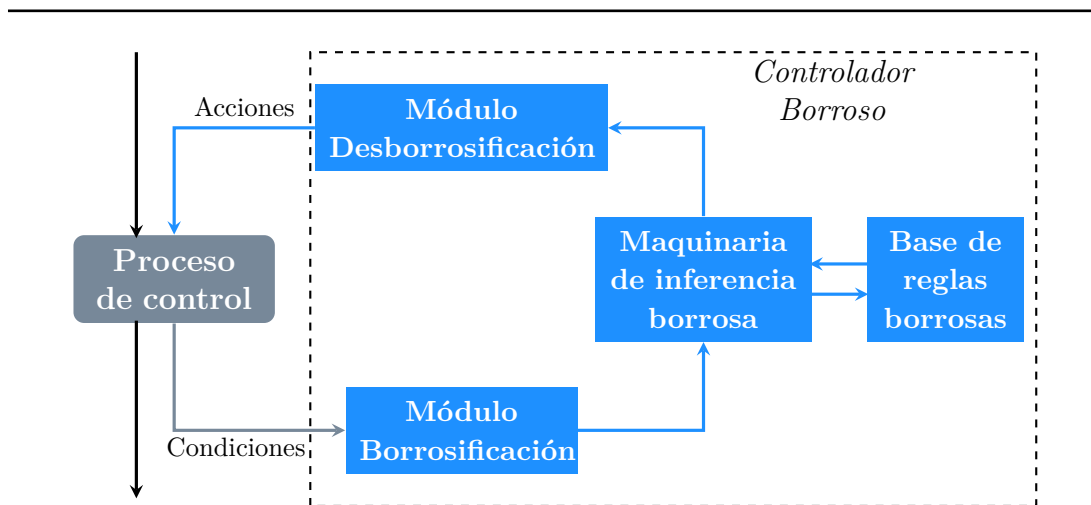 Controlador
Borroso
Acciones
Módulo
Desborrosificación
Proceso
de control
Maquinaria
de inferencia
borrosa
Base de
reglas
borrosas
Condiciones
Módulo
Borrosificación